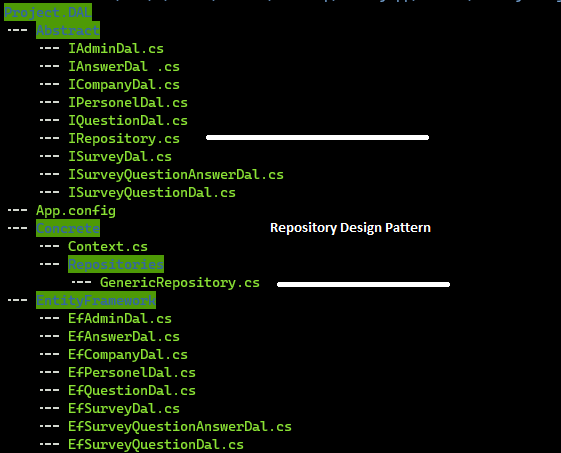 Project.DAL
--- Abstract
--- IAdminDal.cs
--- IAnswerDal .cs
--- ICompanyDal.cs
--- IPersonelDal.cs
--- IQuestionDal.cs
--- IRepository.cs
--- ISurveyDal.cs
--- ISurveyQuestionAnswerDal.cs
--- ISurveyQuestionDal.cs
--- App.config
--- Concrete
Repository Design Pattern
--- Context.cs
--- Repositories
--- GenericRepository.cs
--- EntityFramework
--- EfAdminDal.cs
--- EfAnswerDal.cs
--- EfCompanyDal.cs
--- EfPersonelDal.cs
--- EfQuestionDal.cs
--- EfSurveyDal.cs
--- EfSurveyQuestionAnswerDal.cs
--- EfSurveyQuestionDal.cs